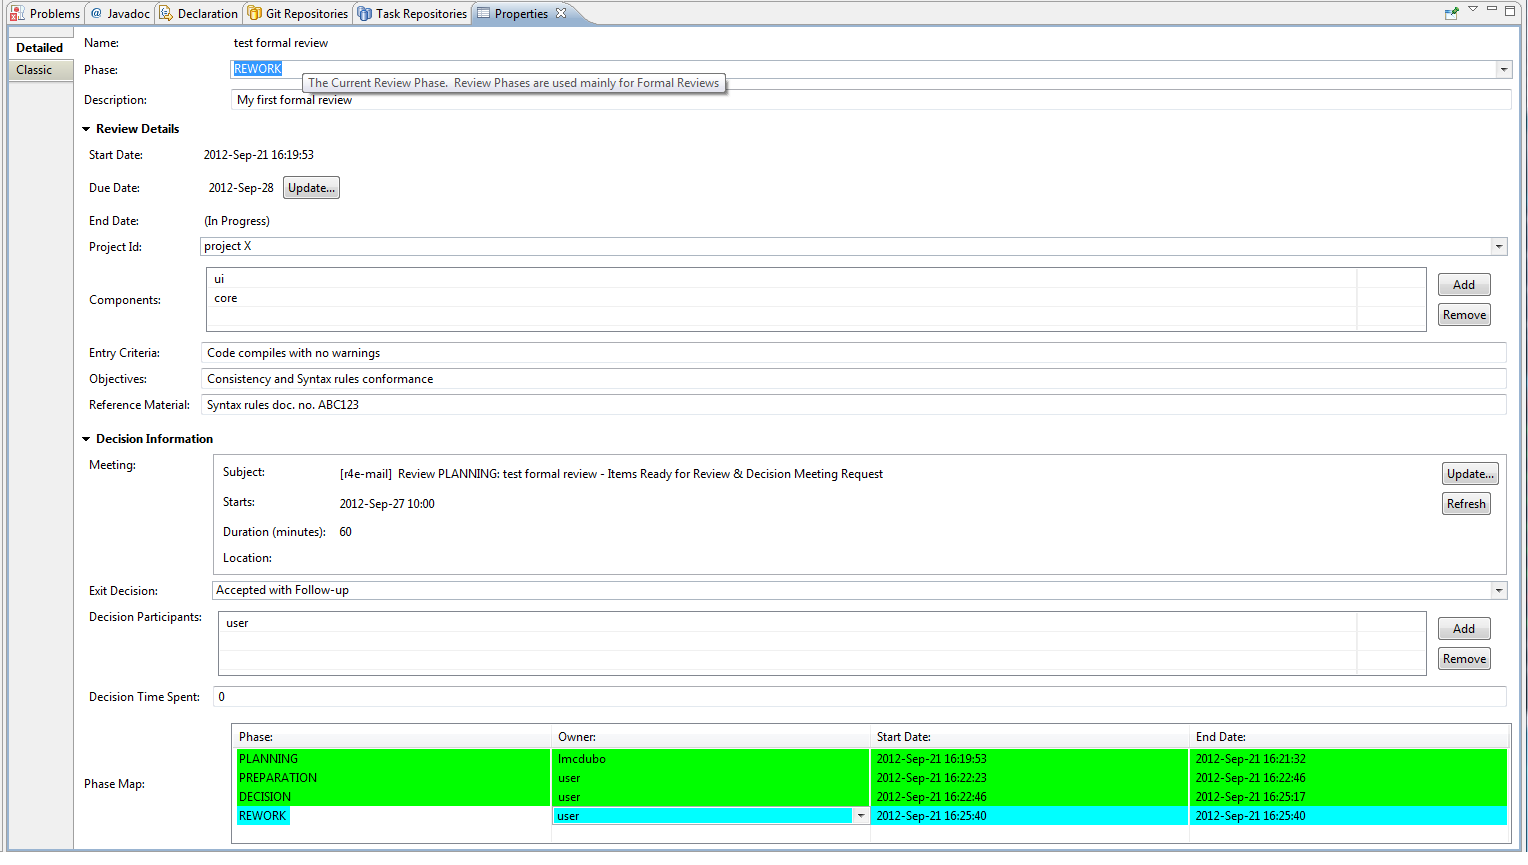 Problems @ Javadoc Declaration Git Repositories Task Repositories Properties
Detailed
Classic
Name: test formal review
Phase: REWORK
The Current Review Phase.  Review Phases are used mainly for Formal Reviews
Description: My first formal review
Review Details
Start Date: 2012-Sep-21 16:19:53
Due Date: 2012-Sep-28 Update...
End Date: (In Progress)
Project Id: project X
Components:
ui
core
Add
Remove
Entry Criteria: Code compiles with no warnings
Objectives: Consistency and Syntax rules conformance
Reference Material: Syntax rules doc. no. ABC123
Decision Information
Meeting:
Subject: [r4e-mail]  Review PLANNING: test formal review - Items Ready for Review & Decision Meeting Request
Starts: 2012-Sep-27 10:00
Duration (minutes): 60
Location:
Update...
Refresh
Exit Decision: Accepted with Follow-up
Decision Participants: user
Add
Remove
Decision Time Spent: 0
Phase Map:
Phase: Owner: Start Date: End Date:
PLANNING lmcdubo 2012-Sep-21 16:19:53 2012-Sep-21 16:21:32
PREPARATION user 2012-Sep-21 16:22:23 2012-Sep-21 16:22:46
DECISION user 2012-Sep-21 16:22:46 2012-Sep-21 16:25:17
REWORK user 2012-Sep-21 16:25:40 2012-Sep-21 16:25:40